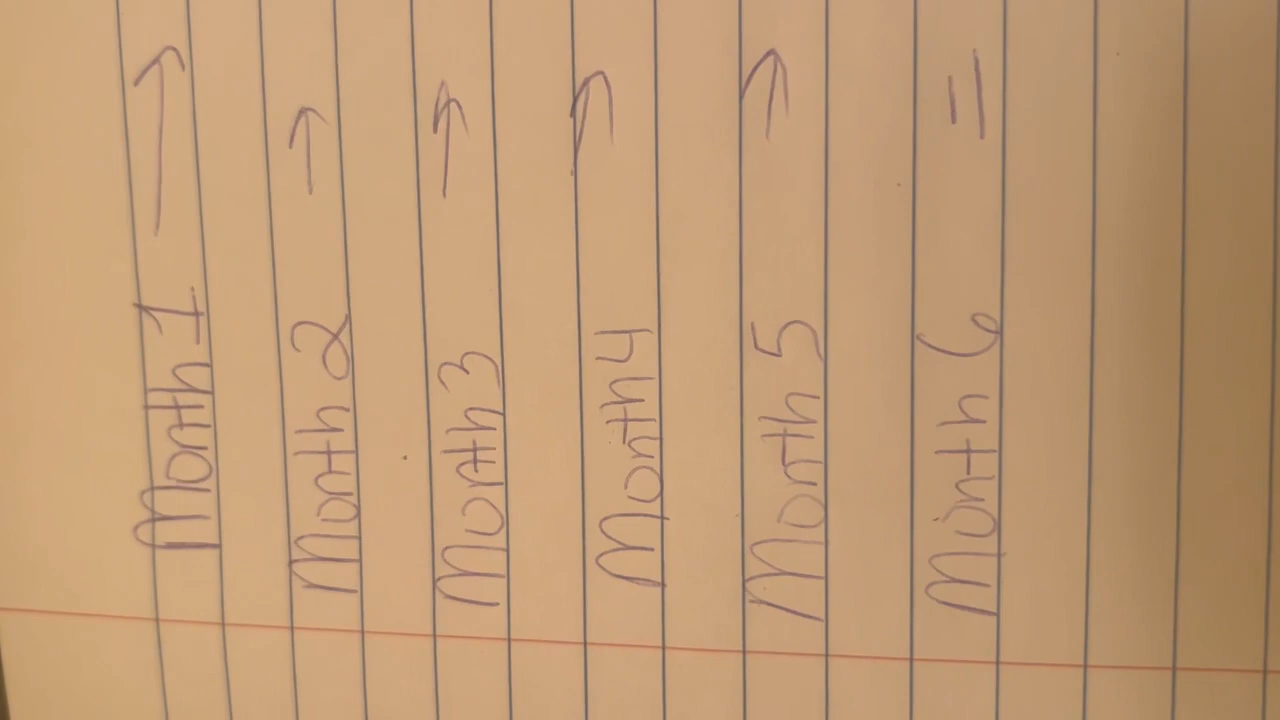 Month 1 →
Month 2 →
Month 3 →
Month 4 →
Month 5 →
Month 6 =